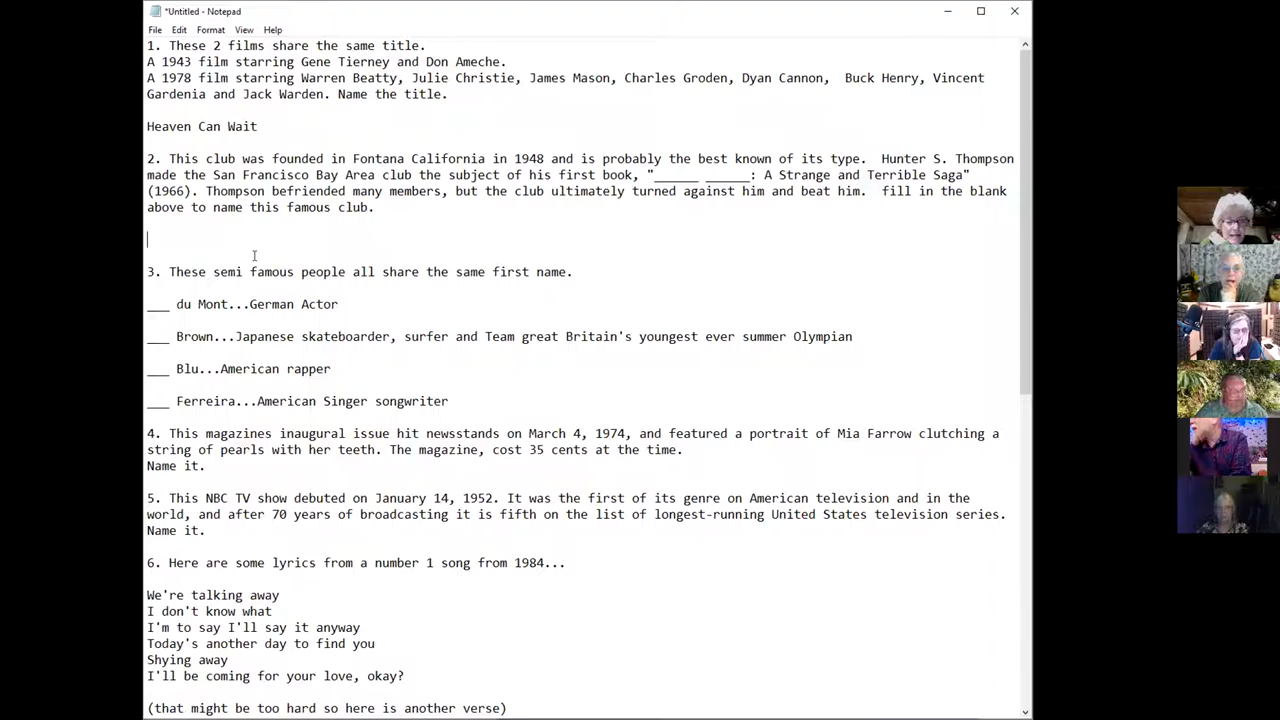 *Untitled - Notepad
File Edit Format View Help
1. These 2 films share the same title.
A 1943 film starring Gene Tierney and Don Ameche.
A 1978 film starring Warren Beatty, Julie Christie, James Mason, Charles Groden, Dyan Cannon,  Buck Henry, Vincent
Gardenia and Jack Warden. Name the title.
Heaven Can Wait
2. This club was founded in Fontana California in 1948 and is probably the best known of its type.  Hunter S. Thompson
made the San Francisco Bay Area club the subject of his first book, "______ ______: A Strange and Terrible Saga"
(1966). Thompson befriended many members, but the club ultimately turned against him and beat him.  fill in the blank
above to name this famous club.
3. These semi famous people all share the same first name.
___ du Mont...German Actor
___ Brown...Japanese skateboarder, surfer and Team great Britain's youngest ever summer Olympian
___ Blu...American rapper
___ Ferreira...American Singer songwriter
4. This magazines inaugural issue hit newsstands on March 4, 1974, and featured a portrait of Mia Farrow clutching a
string of pearls with her teeth. The magazine, cost 35 cents at the time.
Name it.
5. This NBC TV show debuted on January 14, 1952. It was the first of its genre on American television and in the
world, and after 70 years of broadcasting it is fifth on the list of longest-running United States television series.
Name it.
6. Here are some lyrics from a number 1 song from 1984...
We're talking away
I don't know what
I'm to say I'll say it anyway
Today's another day to find you
Shying away
I'll be coming for your love, okay?
(that might be too hard so here is another verse)